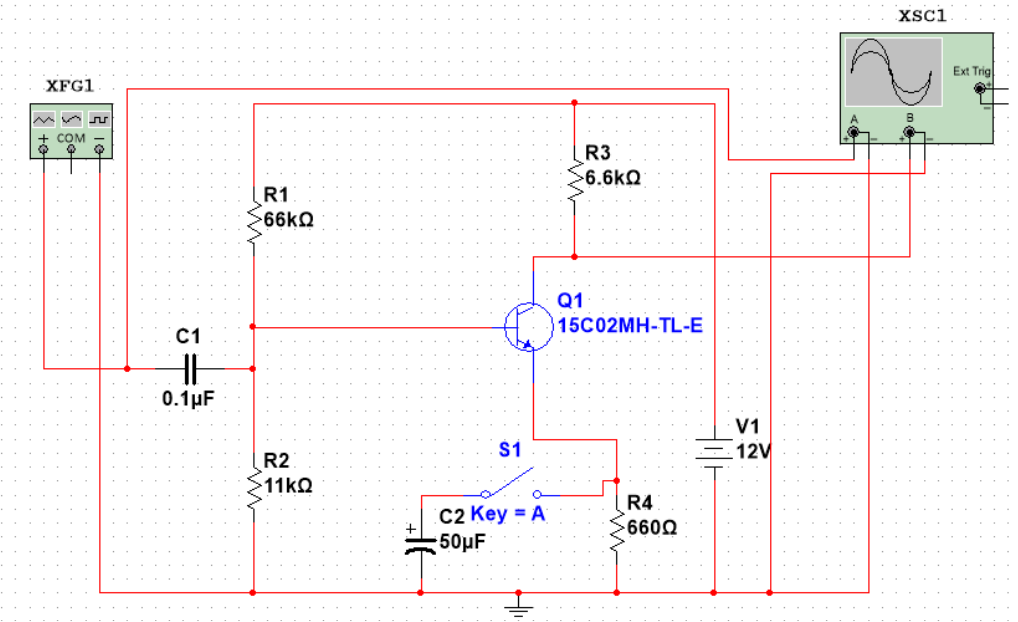 XSC1
Ext Trig
+
−
A
B
+ − + −
XFG1
+ COM −
R3
6.6kΩ
R1
66kΩ
Q1
15C02MH-TL-E
C1
0.1µF
V1
12V
S1
Key = A
R2
11kΩ
C2
+
50µF
R4
660Ω